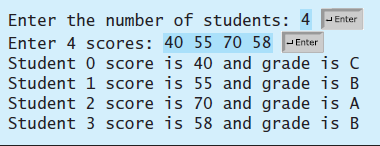 Enter the number of students: 4 ↵Enter
Enter 4 scores: 40 55 70 58 ↵Enter
Student 0 score is 40 and grade is C
Student 1 score is 55 and grade is B
Student 2 score is 70 and grade is A
Student 3 score is 58 and grade is B